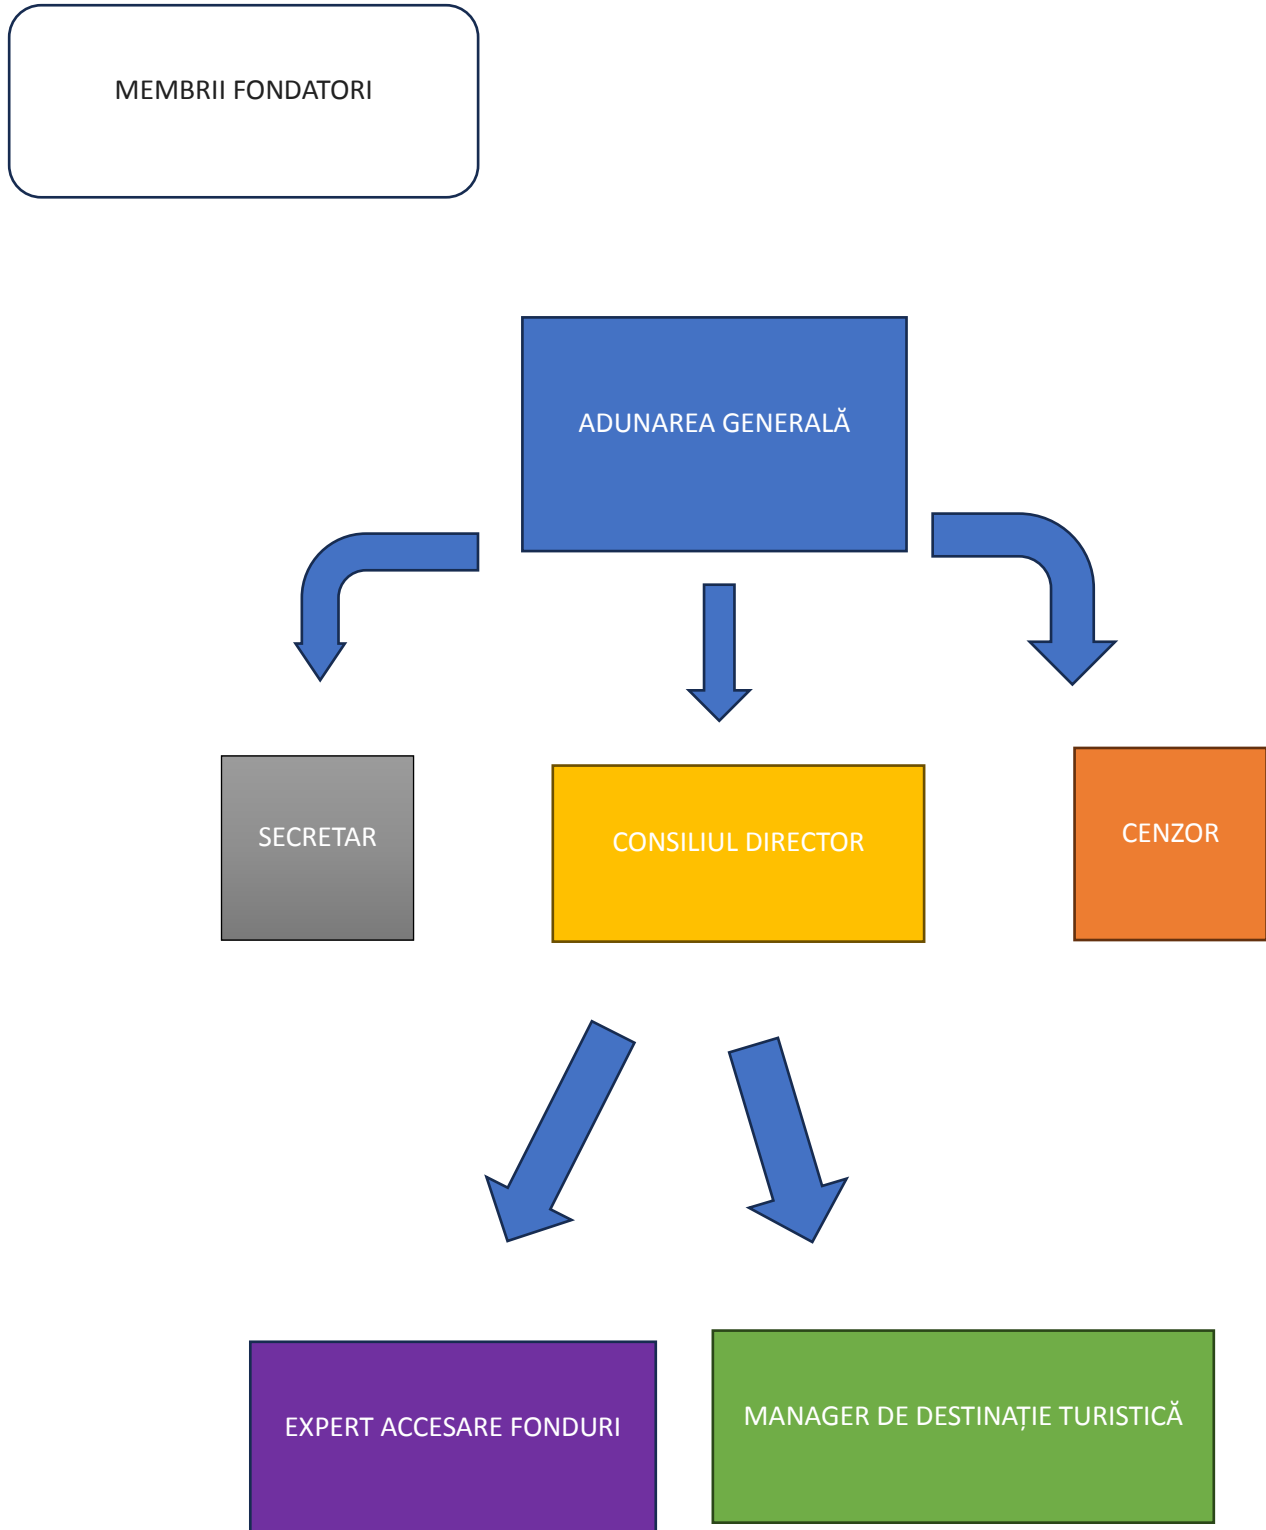 MEMBRII FONDATORI
ADUNAREA GENERALĂ
SECRETAR
CONSILIUL DIRECTOR
CENZOR
EXPERT ACCESARE FONDURI
MANAGER DE DESTINAȚIE TURISTICĂ